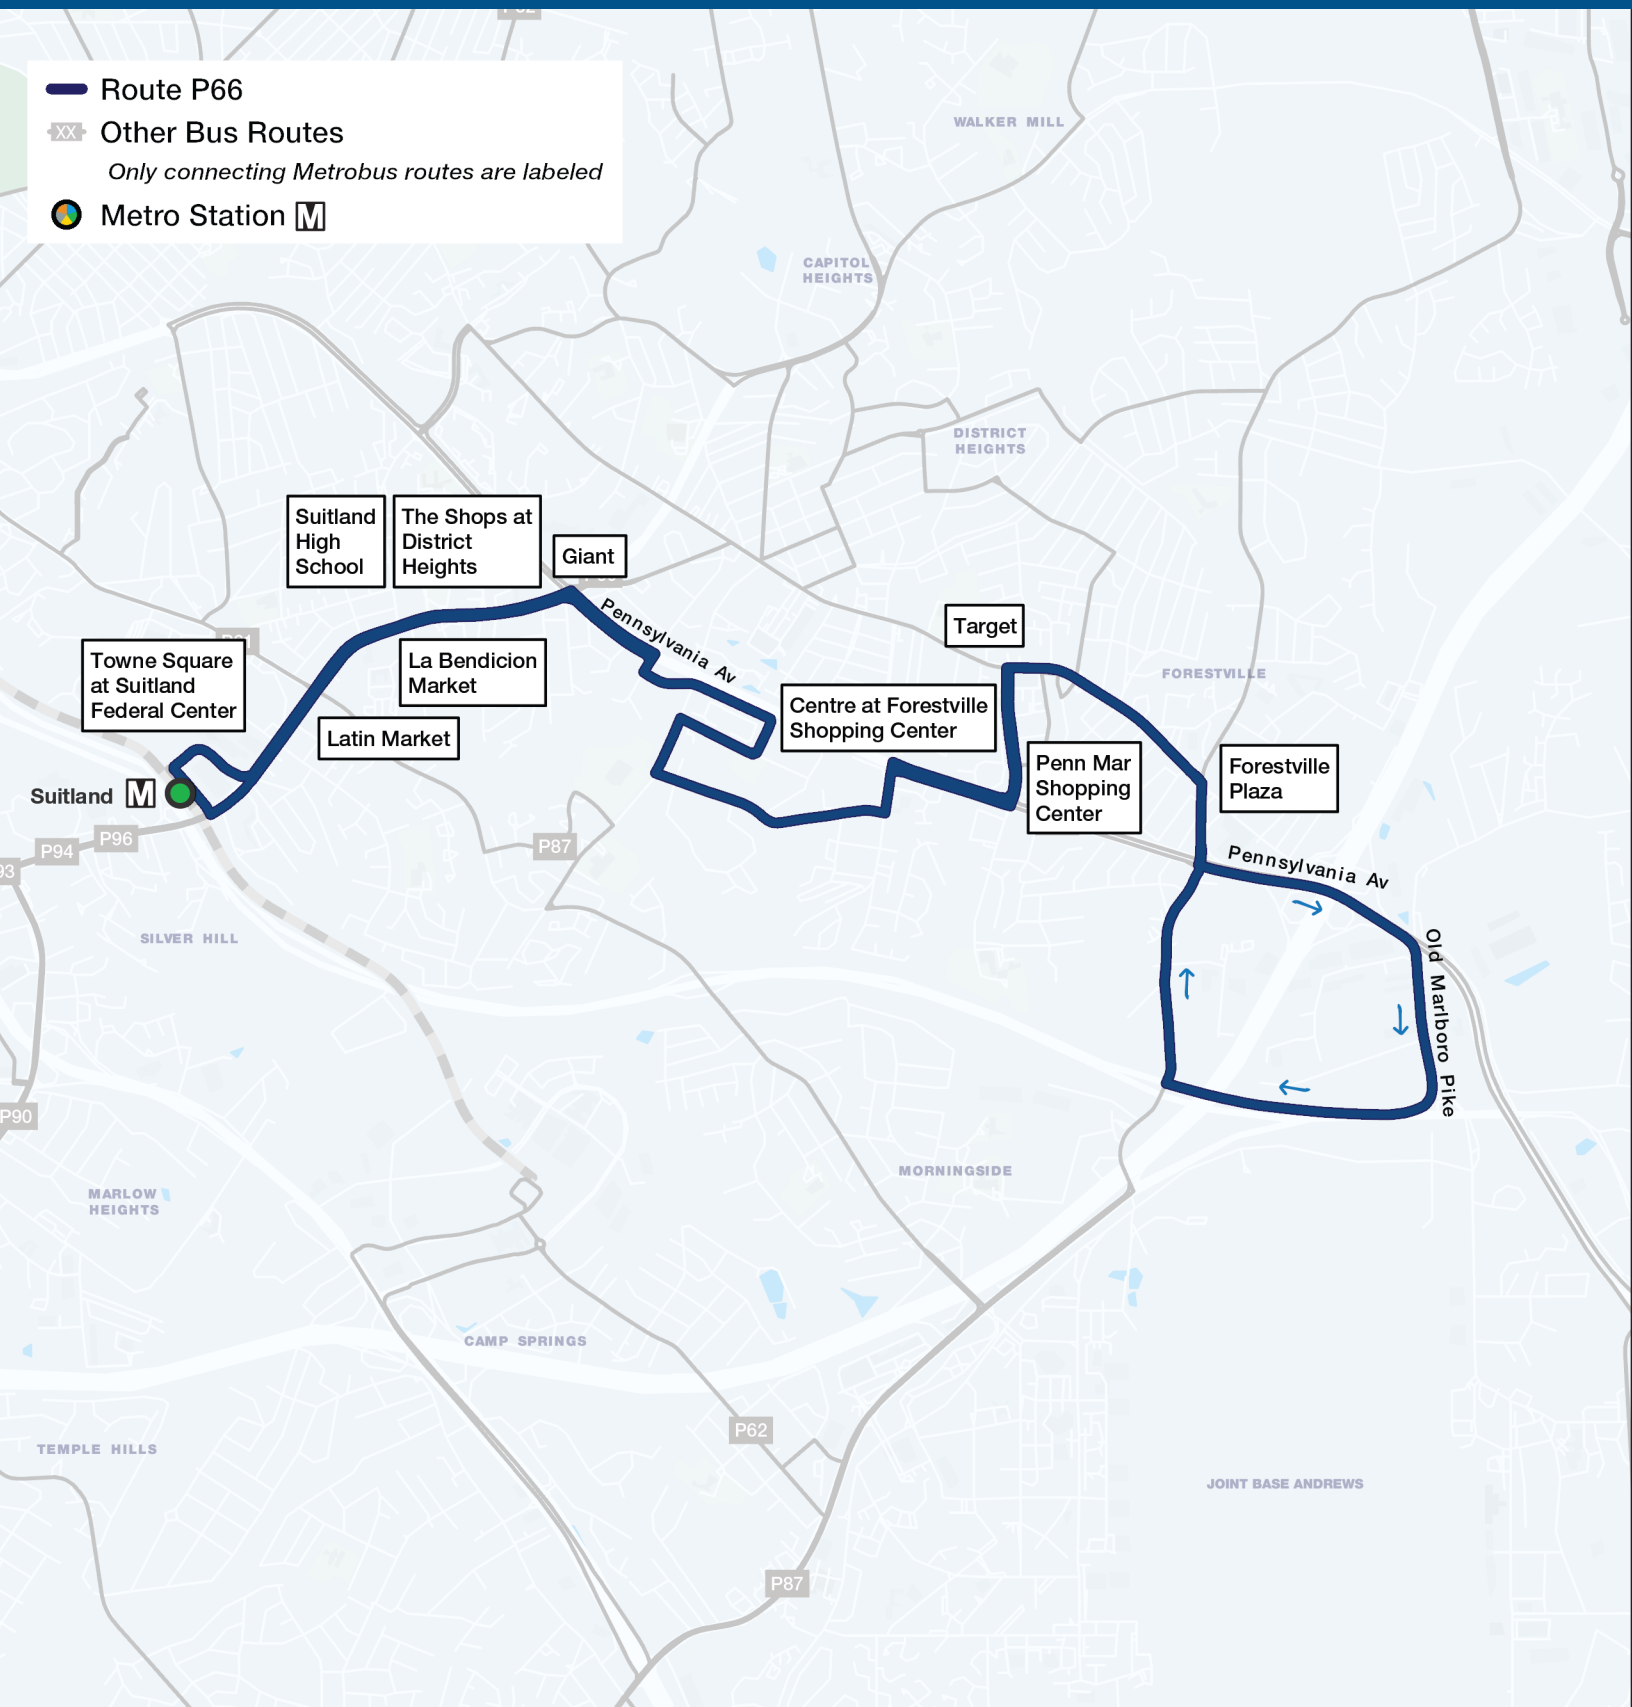 Route P66
XX
Other Bus Routes
Only connecting Metrobus routes are labeled
Metro Station M
WALKER MILL
CAPITOL
HEIGHTS
DISTRICT
HEIGHTS
Suitland
High
School
The Shops at
District
Heights
Giant
Pennsylvania Av
Target
Towne Square
at Suitland
Federal Center
La Bendicion
Market
Latin Market
FORESTVILLE
Centre at Forestville
Shopping Center
Penn Mar
Shopping
Center
Forestville
Plaza
Suitland M
P96
P94
93
P87
Pennsylvania Av
Old Marlboro Pike
SILVER HILL
P90
MORNINGSIDE
MARLOW
HEIGHTS
CAMP SPRINGS
P62
TEMPLE HILLS
JOINT BASE ANDREWS
P87